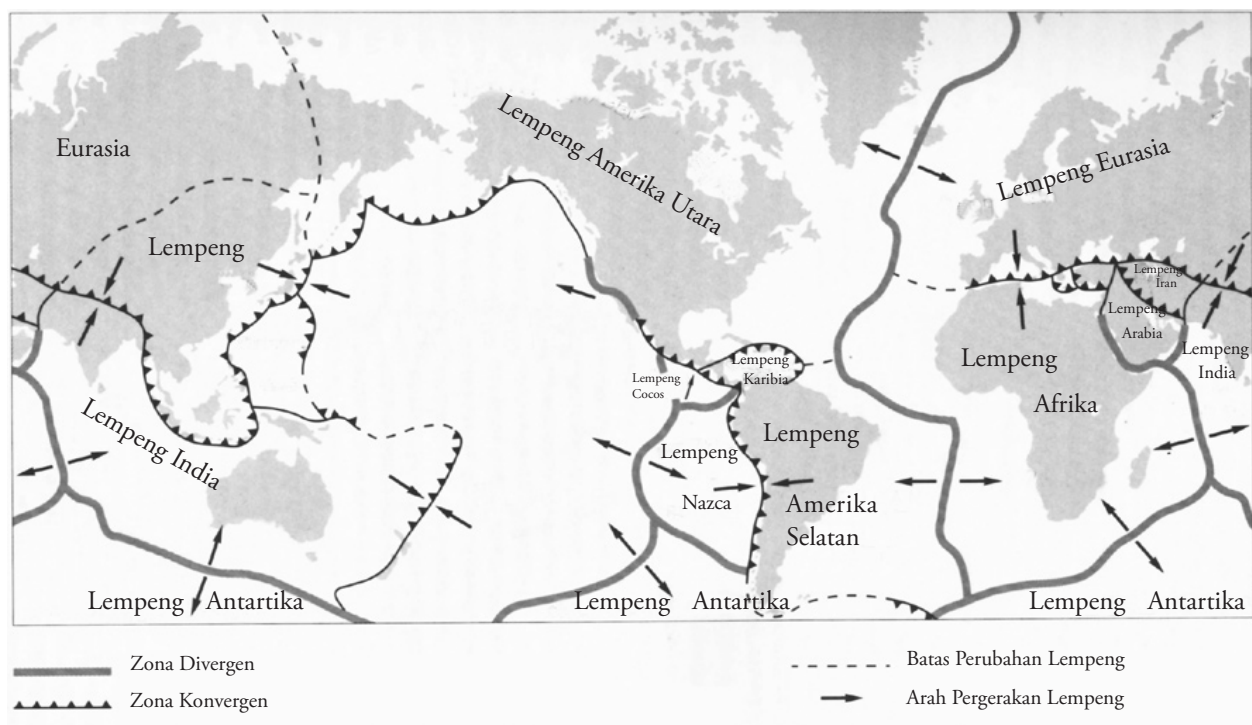 Eurasia
Lempeng
Lempeng India
Lempeng Antartika
Lempeng Amerika Utara
Lempeng
Cocos
Lempeng
Karibia
Lempeng
Nazca
Lempeng
Amerika
Selatan
Lempeng Antartika
Lempeng Eurasia
Lempeng
Iran
Lempeng
Arabia
Lempeng
India
Lempeng
Afrika
Lempeng Antartika
Zona Divergen
Zona Konvergen
Batas Perubahan Lempeng
Arah Pergerakan Lempeng